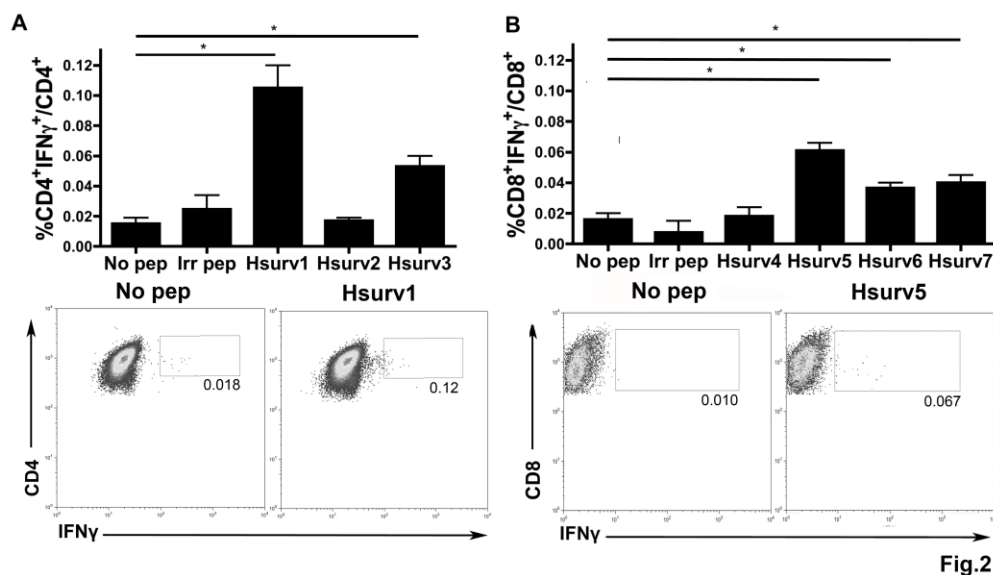 A
*
*
%CD4⁺IFNγ⁺/CD4⁺
0.12
0.10
0.08
0.06
0.04
0.02
0.00
No pep Irr pep Hsurv1 Hsurv2 Hsurv3
No pep Hsurv1
0.018
0.12
CD4
IFNγ
B
*
*
*
%CD8⁺IFNγ⁺/CD8⁺
0.12
0.10
0.08
0.06
0.04
0.02
0.00
No pep Irr pep Hsurv4 Hsurv5 Hsurv6 Hsurv7
No pep Hsurv5
0.010
0.067
CD8
IFNγ
Fig.2